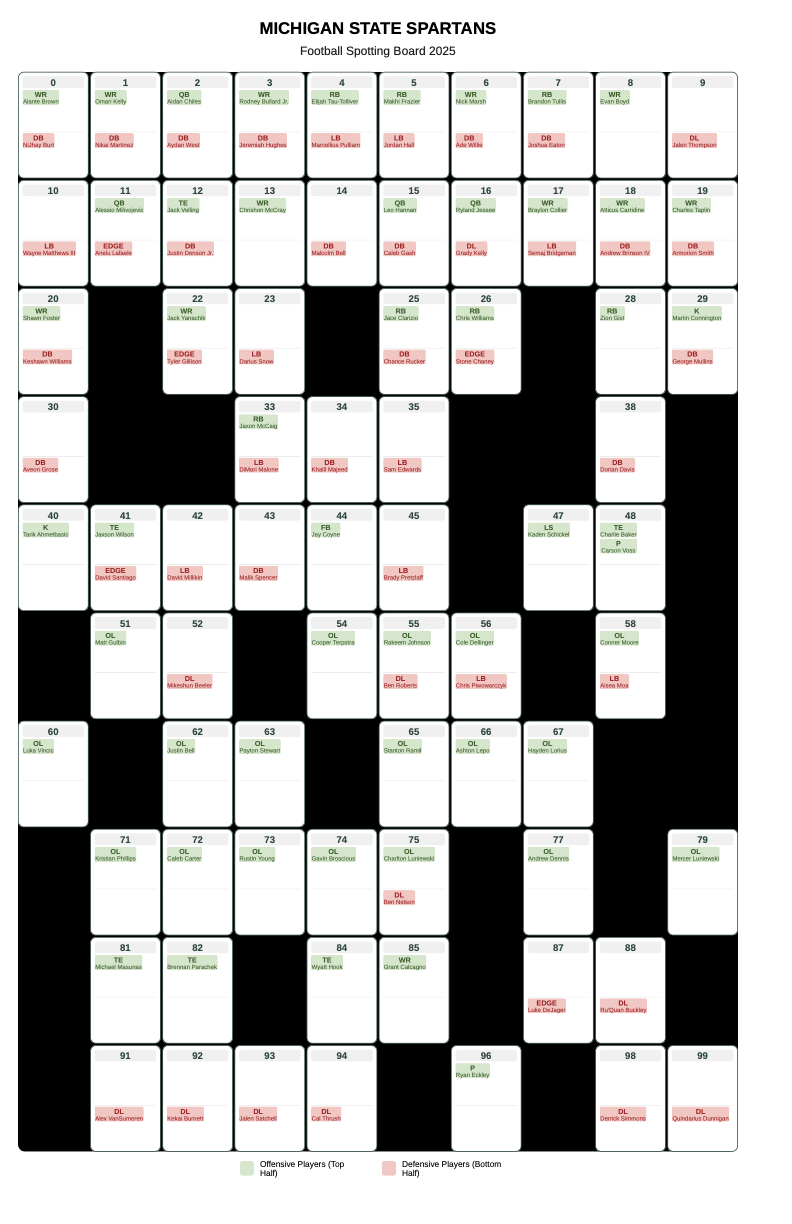 MICHIGAN STATE SPARTANS
Football Spotting Board 2025
0 1 2 3 4 5 6 7 8 9
WR WR QB WR RB RB WR RB WR
Alante Brown Omari Kelly Aidan Chiles Rodney Bullard Jr. Elijah Tau-Tolliver Makhi Frazier Nick Marsh Brandon Tullis Evan Boyd
DB DB DB DB LB LB DB DB DL
NiJhay Burt Nikai Martinez Aydan West Jeremiah Hughes Marcellius Pulliam Jordan Hall Ade Willie Joshua Eaton Jalen Thompson
10 11 12 13 14 15 16 17 18 19
QB TE WR QB QB WR WR WR
Alessio Milivojevic Jack Velling Chrishon McCray Leo Hannan Ryland Jessee Braylon Collier Atticus Carridine Charles Taplin
LB EDGE DB DB DB DL LB DB DB
Wayne Matthews III Anelu Lafaele Justin Denson Jr. Malcolm Bell Caleb Gash Grady Kelly Semaj Bridgeman Andrew Brinson IV Armorion Smith
20 22 23 25 26 28 29
WR WR RB RB RB K
Shawn Foster Jack Yanachik Jace Clarizio Chris Williams Zion Gist Martin Connington
DB EDGE LB DB EDGE DB
Keshawn Williams Tyler Gillison Darius Snow Chance Rucker Stone Chaney George Mullins
30 33 34 35 38
RB
Jaxon McCaig
DB LB DB LB DB
Aveon Grose DiMari Malone Khalil Majeed Sam Edwards Dorian Davis
40 41 42 43 44 45 47 48
K TE FB LS TE
Tarik Ahmetbasic Jaxson Wilson Jay Coyne Kaden Schickel Charlie Baker
P
Carson Voss
EDGE LB DB LB
David Santiago David Millikin Malik Spencer Brady Pretzlaff
51 52 54 55 56 58
OL OL OL OL OL
Matt Gulbin Cooper Terpstra Rakeem Johnson Cole Dellinger Conner Moore
DL DL LB LB
Mikeshun Beeler Ben Roberts Chris Piwowarczyk Aisea Moa
60 62 63 65 66 67
OL OL OL OL OL OL
Luka Vincic Justin Bell Payton Stewart Stanton Ramil Ashton Lepo Hayden Lorius
71 72 73 74 75 77 79
OL OL OL OL OL OL OL
Kristian Phillips Caleb Carter Rustin Young Gavin Broscious Charlton Luniewski Andrew Dennis Mercer Luniewski
DL
Ben Nelson
81 82 84 85 87 88
TE TE TE WR
Michael Masunas Brennan Parachek Wyatt Hook Grant Calcagno
EDGE DL
Luke DeJager Ru'Quan Buckley
91 92 93 94 96 98 99
P
Ryan Eckley
DL DL DL DL DL DL
Alex VanSumeren Kekai Burnett Jalen Satchell Cal Thrush Derrick Simmons Quindarius Dunnigan
Offensive Players (Top Defensive Players (Bottom
Half) Half)